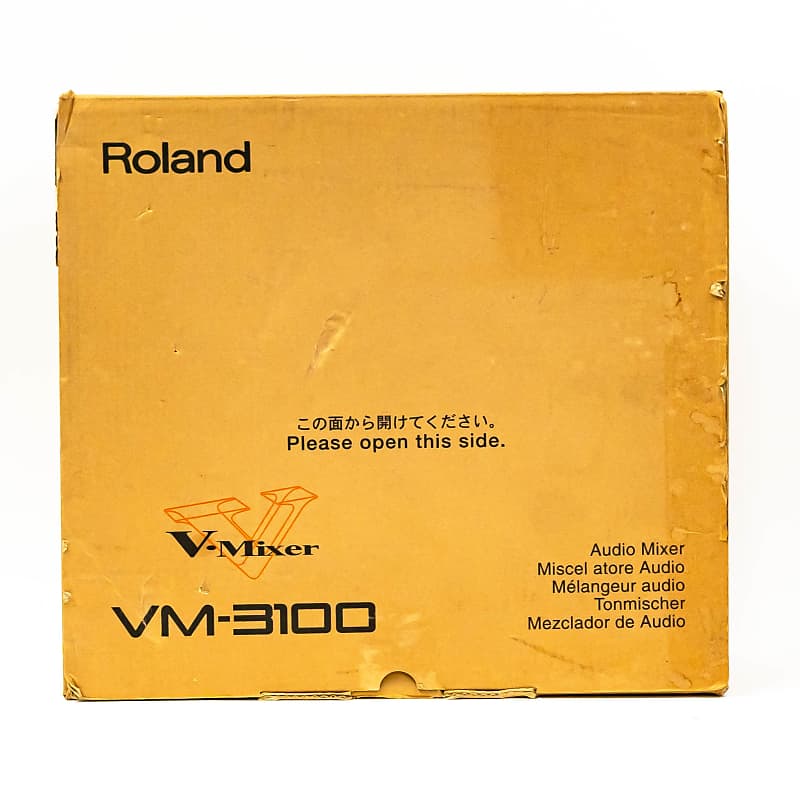 Roland
この面から開けてください。
Please open this side.
V-Mixer
VM-3100
Audio Mixer
Miscel atore Audio
Mélangeur audio
Tonmischer
Mezclador de Audio